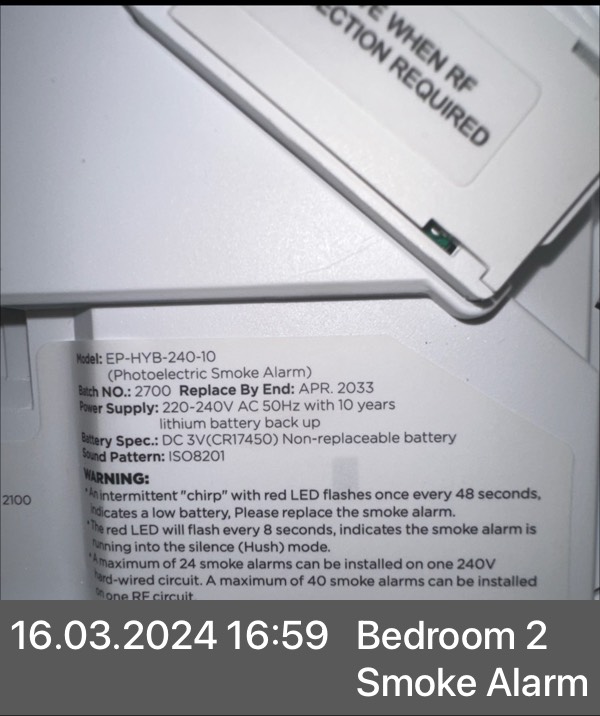 E WHEN RF
ECTION REQUIRED
Model: EP-HYB-240-10
(Photoelectric Smoke Alarm)
Batch NO.: 2700 Replace By End: APR. 2033
Power Supply: 220-240V AC 50Hz with 10 years
lithium battery back up
Battery Spec.: DC 3V(CR17450) Non-replaceable battery
Sound Pattern: ISO8201
WARNING:
*An intermittent "chirp" with red LED flashes once every 48 seconds,
indicates a low battery, Please replace the smoke alarm.
*The red LED will flash every 8 seconds, indicates the smoke alarm is
running into the silence (Hush) mode.
*A maximum of 24 smoke alarms can be installed on one 240V
hard-wired circuit. A maximum of 40 smoke alarms can be installed
on one RF circuit.
2100
16.03.2024 16:59 Bedroom 2
Smoke Alarm